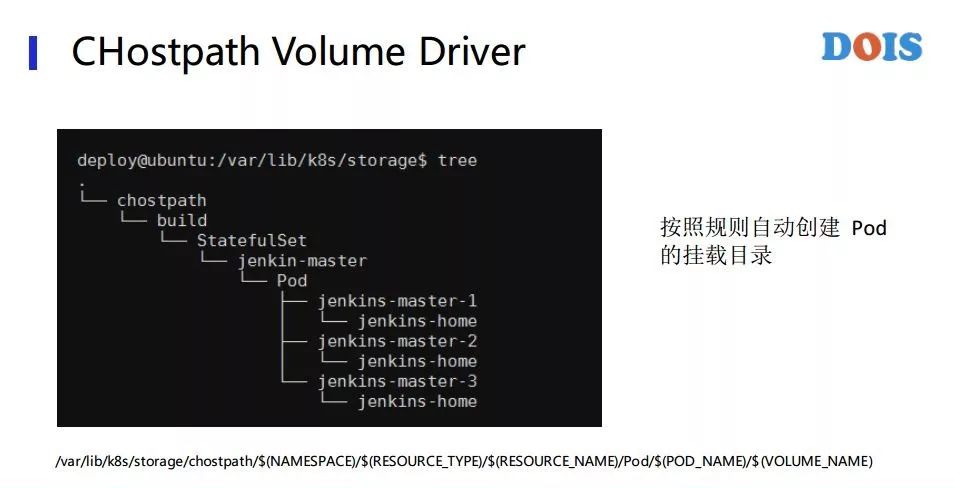 CHostpath Volume Driver
DOIS
deploy@ubuntu:/var/lib/k8s/storage$ tree
.
└── chostpath
└── build
└── StatefulSet
└── jenkin-master
└── Pod
├── jenkins-master-1
│ └── jenkins-home
├── jenkins-master-2
│ └── jenkins-home
└── jenkins-master-3
└── jenkins-home
按照规则自动创建 Pod
的挂载目录
/var/lib/k8s/storage/chostpath/$(NAMESPACE)/$(RESOURCE_TYPE)/$(RESOURCE_NAME)/Pod/$(POD_NAME)/$(VOLUME_NAME)